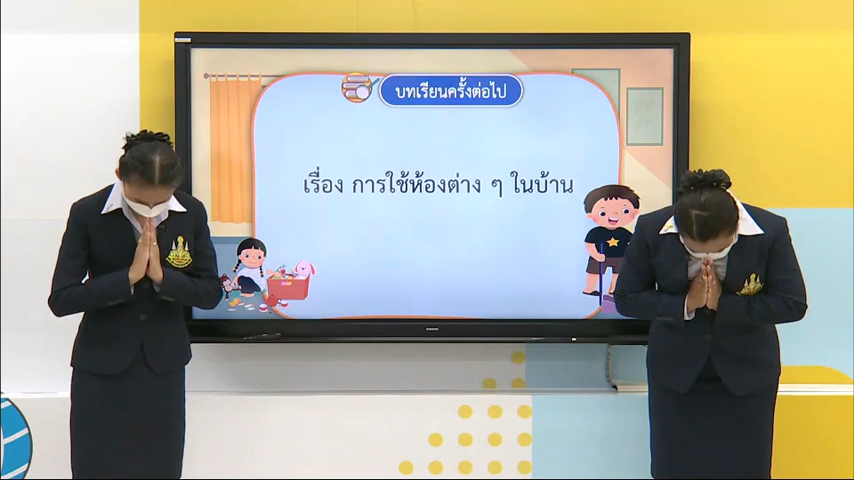 บทเรียนครั้งต่อไป
เรื่อง การใช้ห้องต่าง ๆ ในบ้าน
SAMSUNG